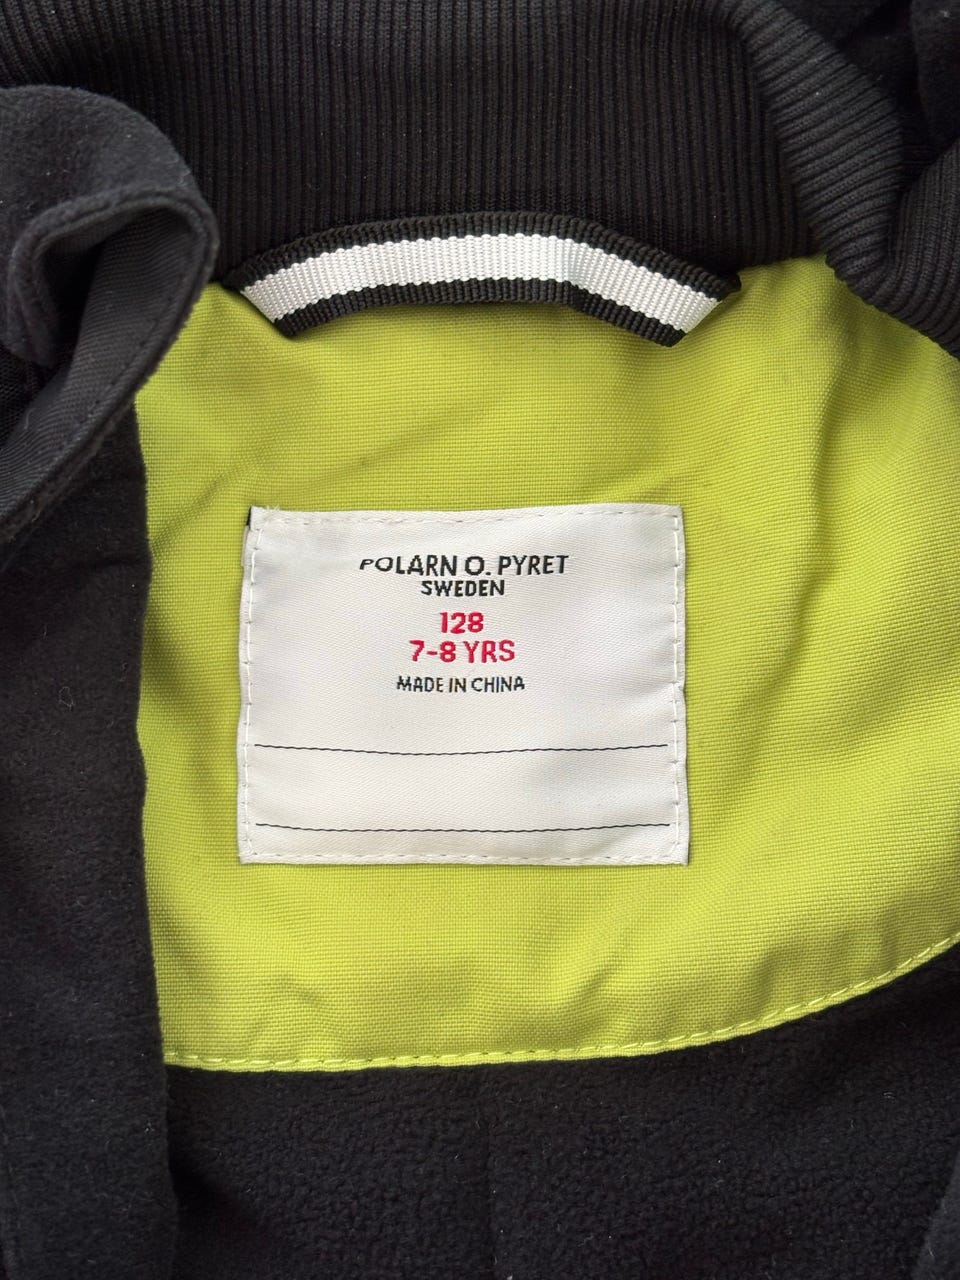 POLARN O. PYRET
SWEDEN
128
7-8 YRS
MADE IN CHINA